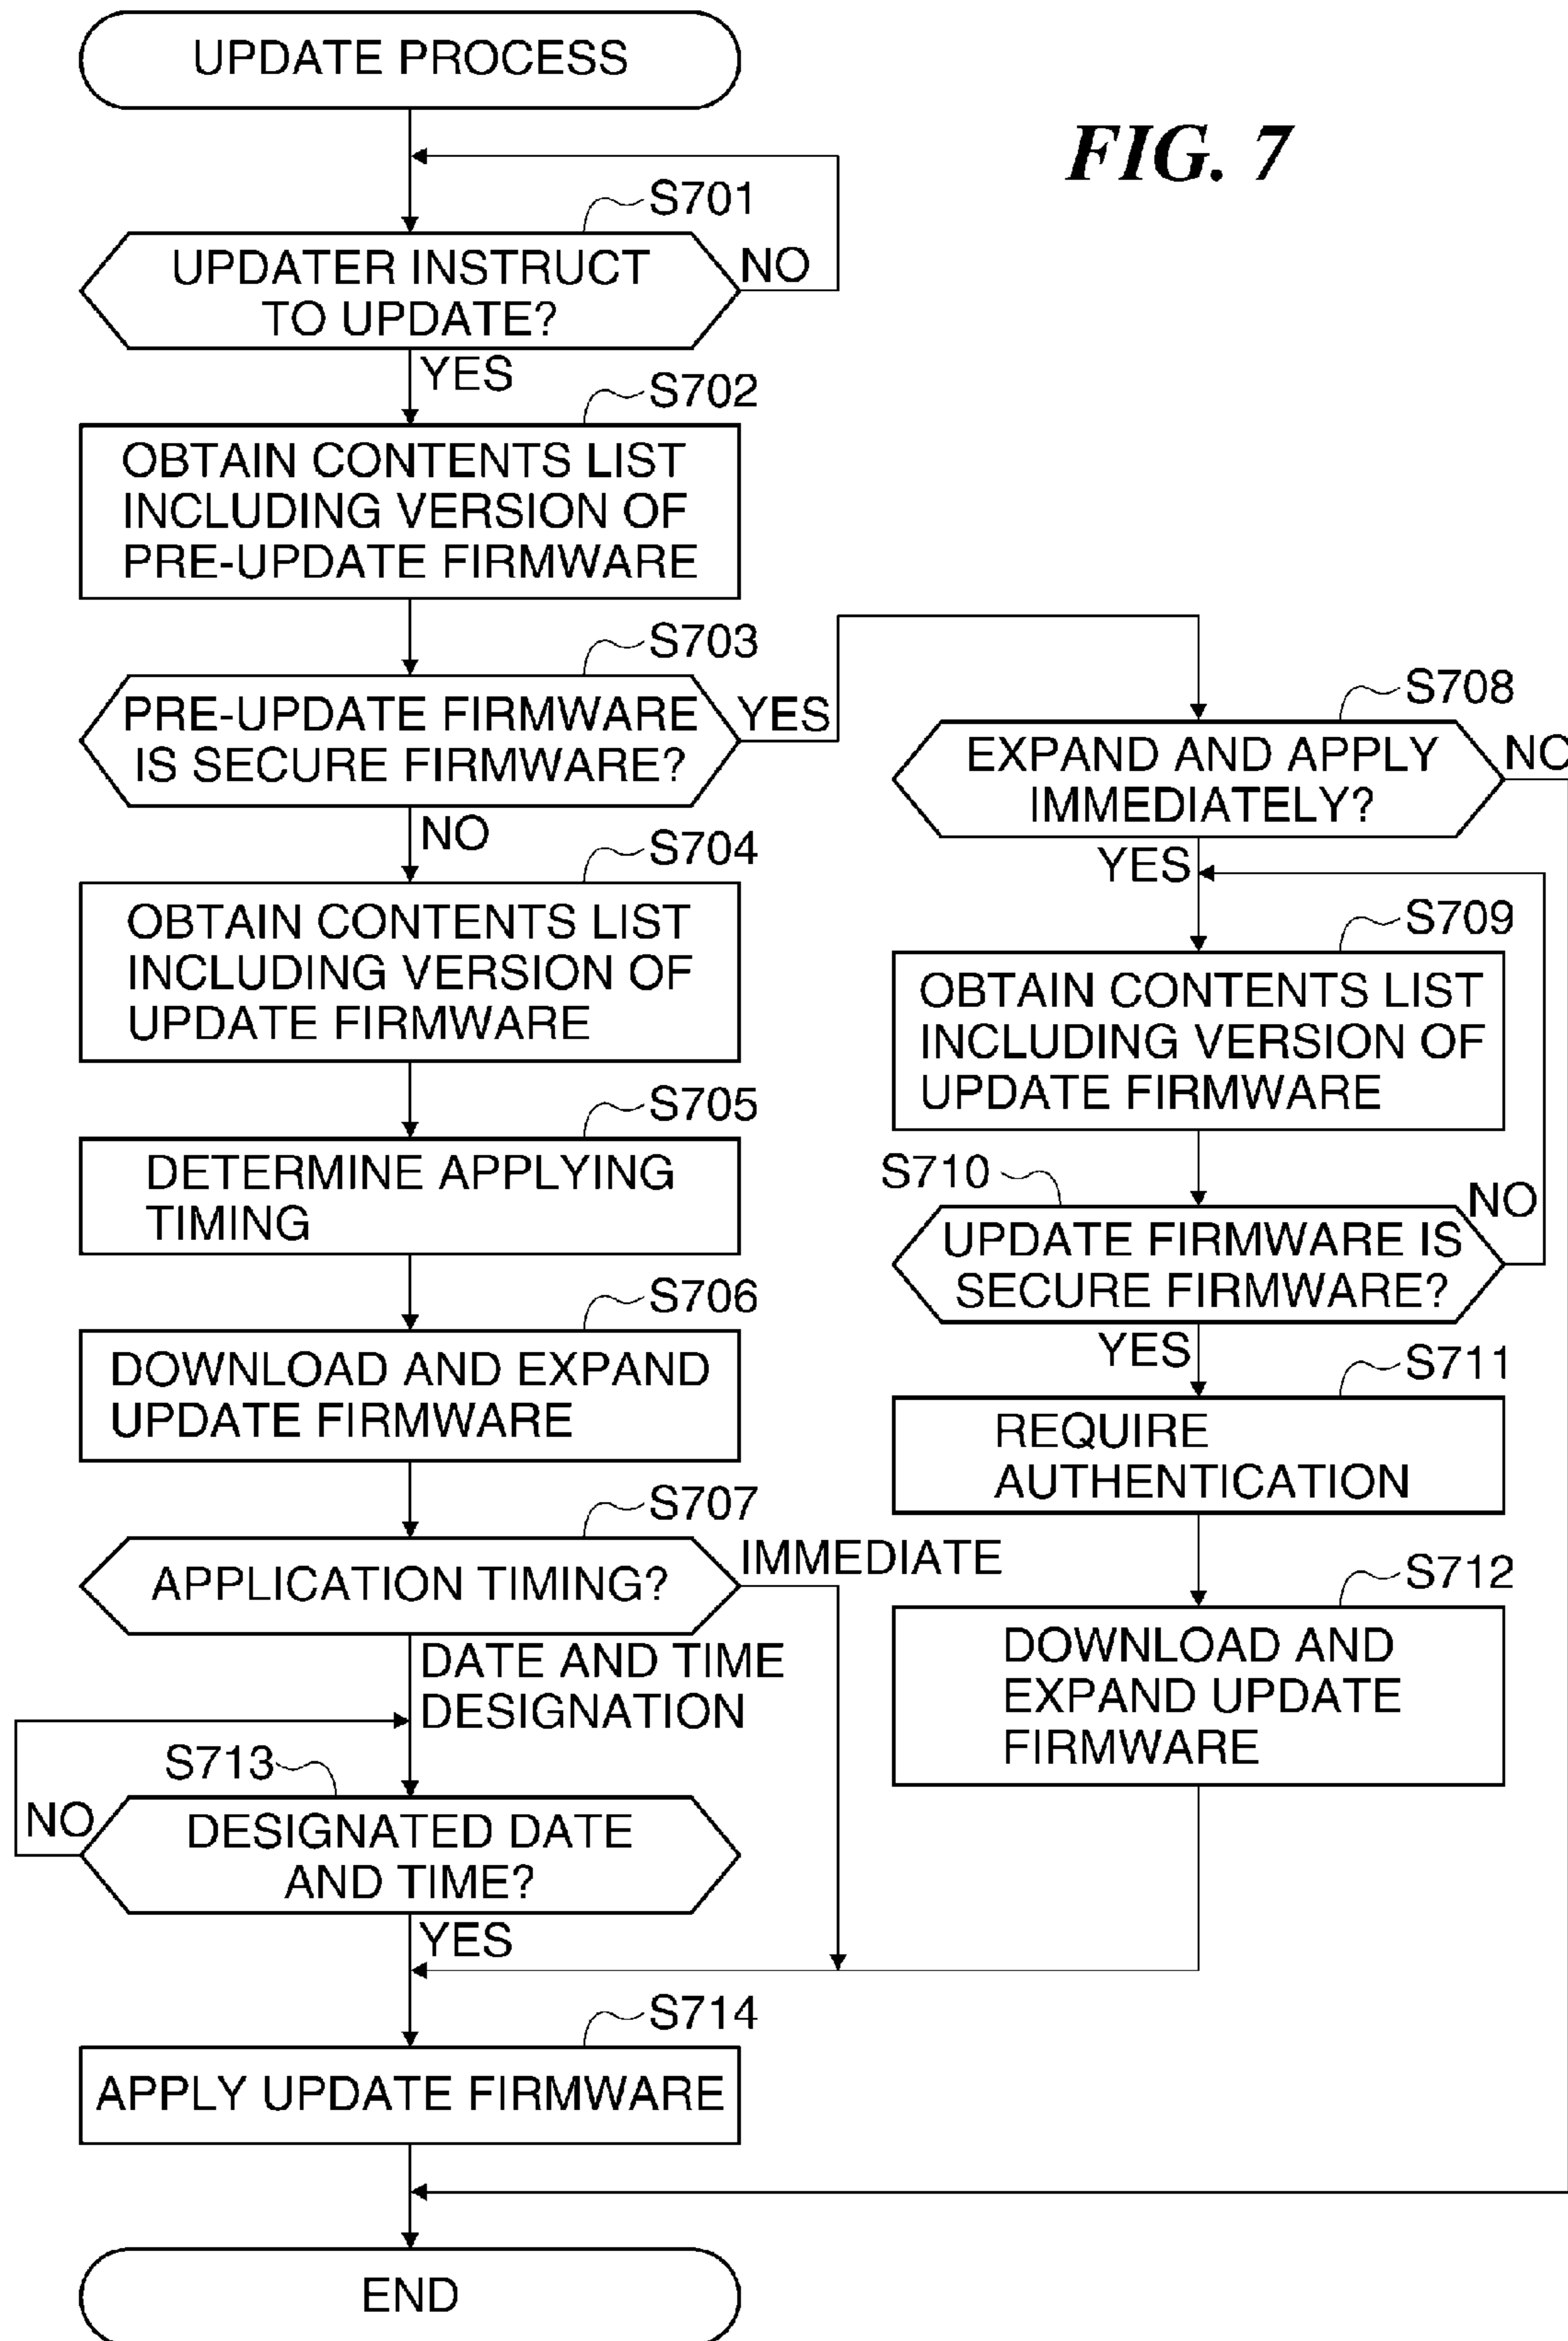 UPDATE PROCESS
FIG. 7
S701
UPDATER INSTRUCT
TO UPDATE?
NO
YES
S702
OBTAIN CONTENTS LIST
INCLUDING VERSION OF
PRE-UPDATE FIRMWARE
S703
PRE-UPDATE FIRMWARE
IS SECURE FIRMWARE?
YES
NO
S704
OBTAIN CONTENTS LIST
INCLUDING VERSION OF
UPDATE FIRMWARE
S705
DETERMINE APPLYING
TIMING
S706
DOWNLOAD AND EXPAND
UPDATE FIRMWARE
S707
APPLICATION TIMING?
IMMEDIATE
DATE AND TIME
DESIGNATION
S713
NO
DESIGNATED DATE
AND TIME?
YES
S708
EXPAND AND APPLY
IMMEDIATELY?
NO
YES
S709
OBTAIN CONTENTS LIST
INCLUDING VERSION OF
UPDATE FIRMWARE
S710
NO
UPDATE FIRMWARE IS
SECURE FIRMWARE?
YES
S711
REQUIRE
AUTHENTICATION
S712
DOWNLOAD AND
EXPAND UPDATE
FIRMWARE
S714
APPLY UPDATE FIRMWARE
END